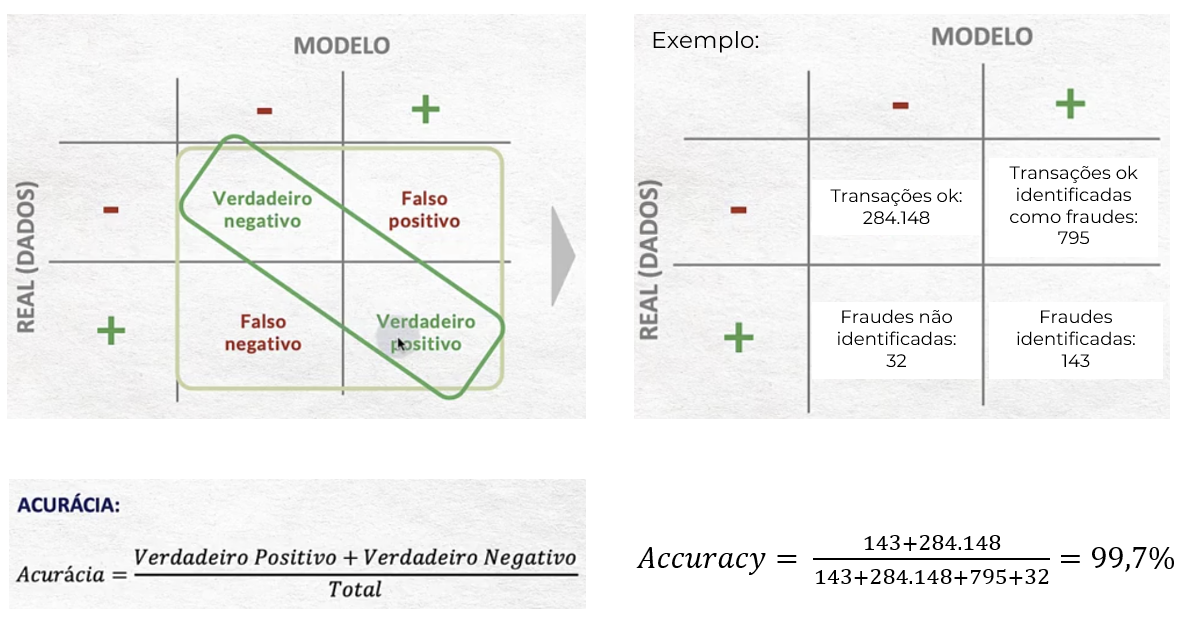 MODELO
-
+
REAL (DADOS)
-
Verdadeiro
negativo
Falso
positivo
+
Falso
negativo
Verdadeiro
positivo
Exemplo:
MODELO
-
+
REAL (DADOS)
-
Transações ok:
284.148
Transações ok
identificadas
como fraudes:
795
+
Fraudes não
identificadas:
32
Fraudes
identificadas:
143
ACURÁCIA:
Acurácia = Verdadeiro Positivo + Verdadeiro Negativo / Total
Accuracy = 143+284.148 / 143+284.148+795+32 = 99,7%